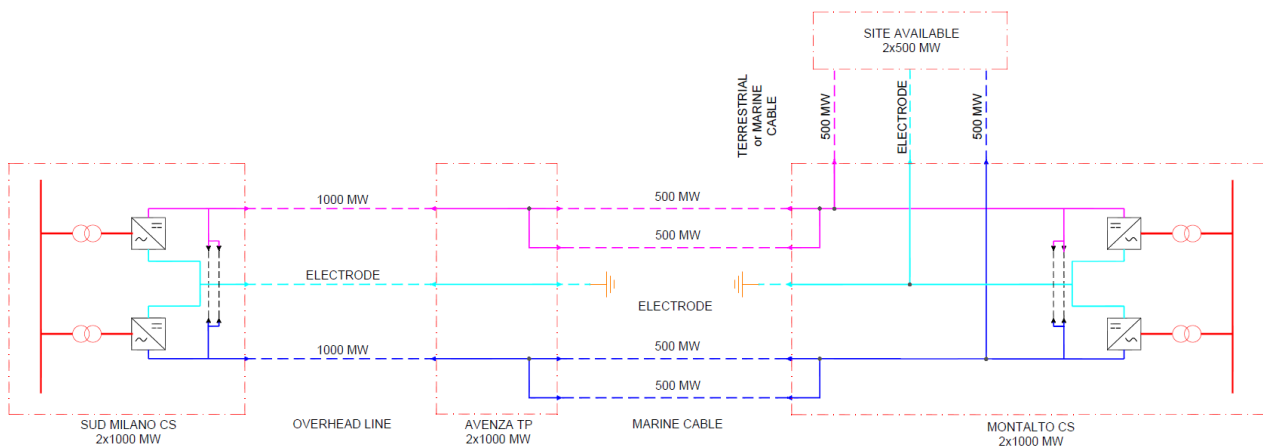 SITE AVAILABLE
2x500 MW
TERRESTRIAL
or MARINE
CABLE
500 MW
ELECTRODE
500 MW
1000 MW
500 MW
500 MW
ELECTRODE
ELECTRODE
1000 MW
500 MW
500 MW
SUD MILANO CS
2x1000 MW
OVERHEAD LINE
AVENZA TP
2x1000 MW
MARINE CABLE
MONTALTO CS
2x1000 MW